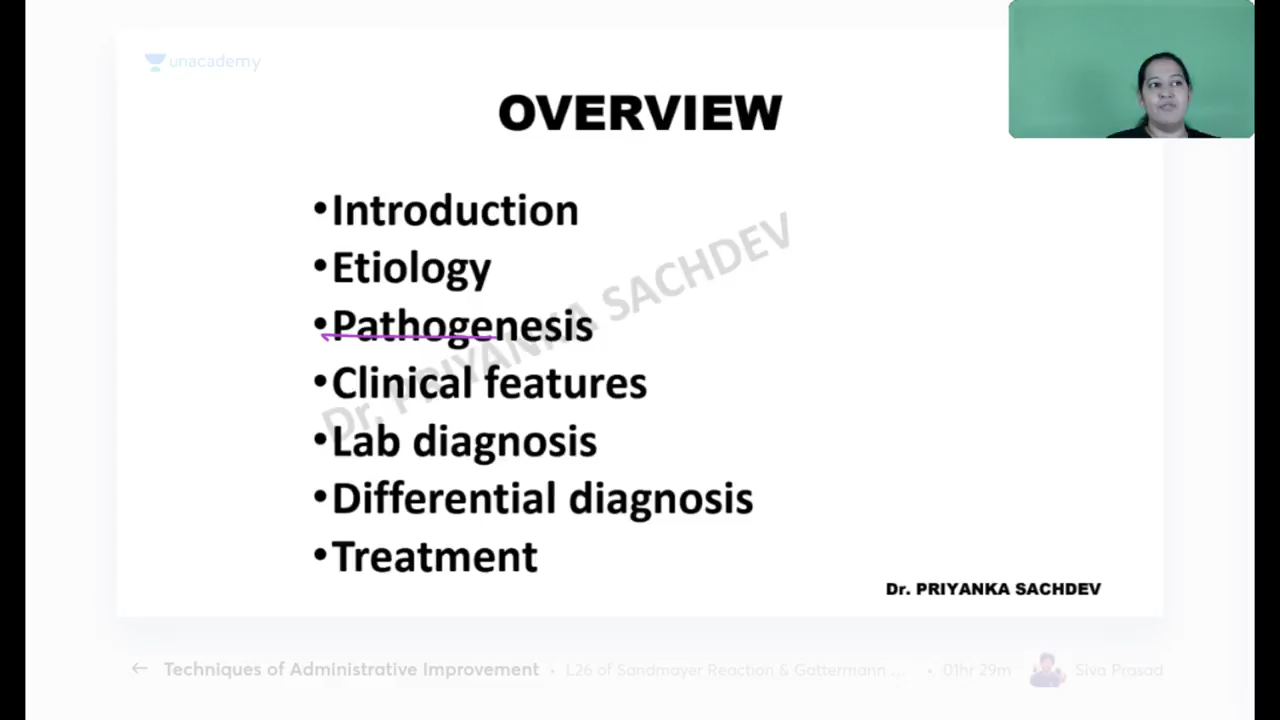 unacademy
OVERVIEW
•Introduction
•Etiology
•Pathogenesis
•Clinical features
•Lab diagnosis
•Differential diagnosis
•Treatment
Dr. PRIYANKA SACHDEV
Dr. PRIYANKA SACHDEV
← Techniques of Administrative Improvement • L26 of Sandmayer Reaction & Gattermann ... • 01hr 29m Siva Prasad